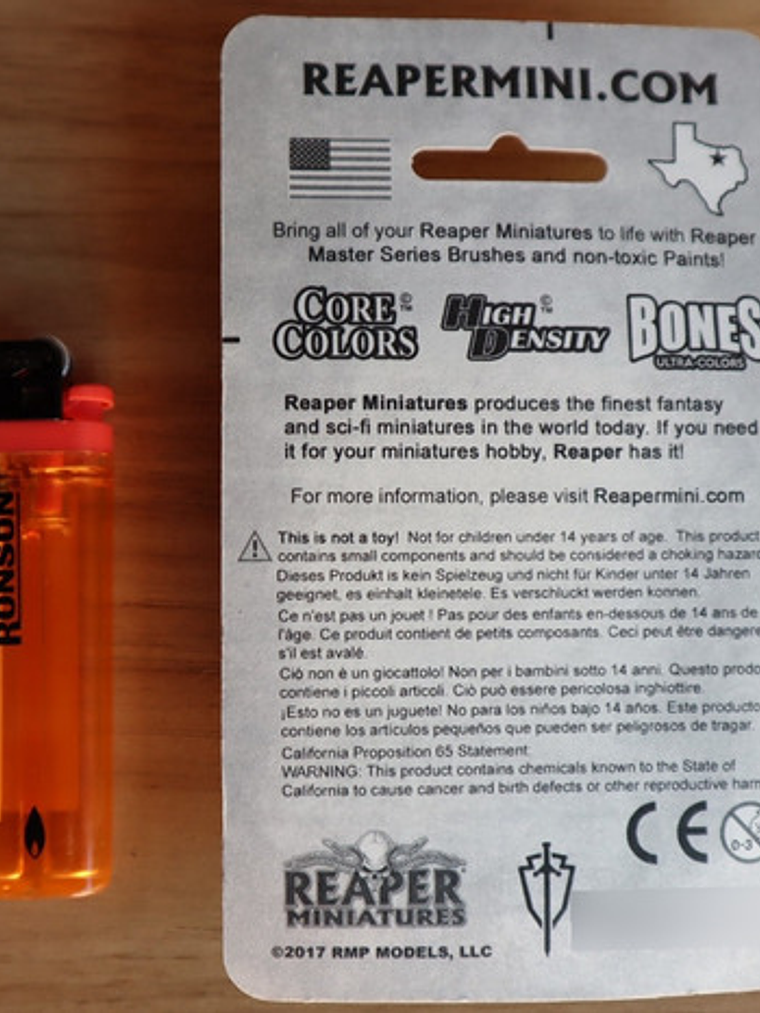 REAPERMINI.COM
Bring all of your Reaper Miniatures to life with Reaper
Master Series Brushes and non-toxic Paints!
CORE COLORS ©™
HIGH DENSITY ©™
BONES
ULTRA-COLORS
Reaper Miniatures produces the finest fantasy
and sci-fi miniatures in the world today. If you need
it for your miniatures hobby, Reaper has it!
For more information, please visit Reapermini.com
This is not a toy! Not for children under 14 years of age. This product
contains small components and should be considered a choking hazard
Dieses Produkt is kein Spielzeug und nicht für Kinder unter 14 Jahren
geeignet, es einhalt kleinetele. Es verschluckt werden konnen.
Ce n'est pas un jouet ! Pas pour des enfants en-dessous de 14 ans de
l'âge. Ce produit contient de petits composants. Ceci peut être dangere
s'il est avalé.
Ció non è un giocattolo! Non per i bambini sotto 14 anni. Questo prodo
contiene i piccoli articoli. Ciò può essere pericolosa inghiottire.
¡Esto no es un juguete! No para los niños bajo 14 años. Este producto
contiene los artículos pequeños que pueden ser peligrosos de tragar.
California Proposition 65 Statement
WARNING: This product contains chemicals known to the State of
California to cause cancer and birth defects or other reproductive harm
CE
0-3
RONSON
REAPER
MINIATURES
©2017 RMP MODELS, LLC